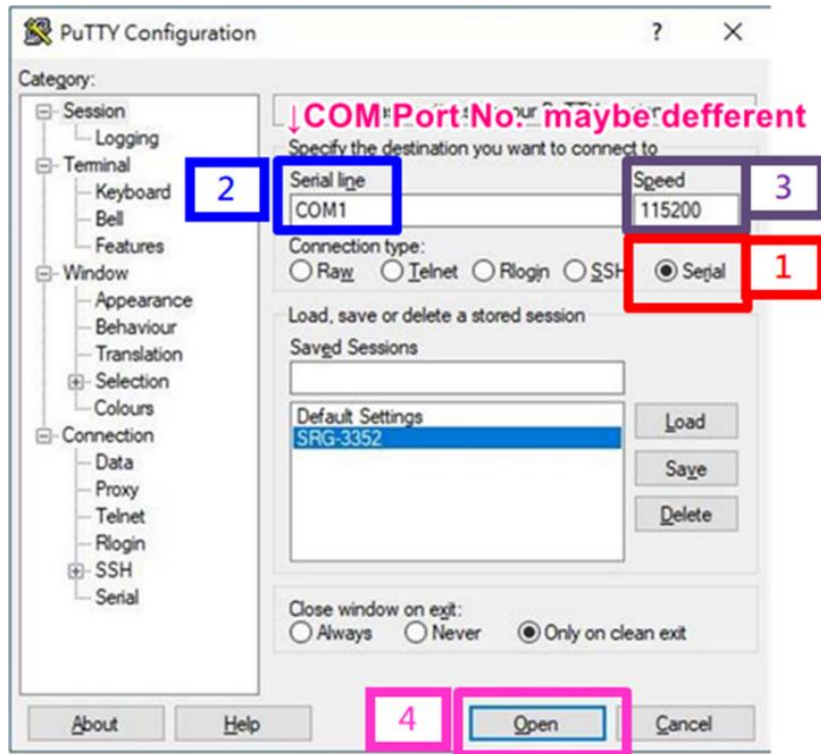 PuTTY Configuration
? ×
Category:
Session
Logging
Terminal
Keyboard
Bell
Features
Window
Appearance
Behaviour
Translation
Selection
Colours
Connection
Data
Proxy
Telnet
Rlogin
SSH
Serial
↓COM Port No. maybe defferent
Specify the destination you want to connect to
2
Serial line
Speed
3
COM1
115200
Connection type:
Raw Telnet Rlogin SSH Serial
1
Load, save or delete a stored session
Saved Sessions
Default Settings
SRG-3352
Load
Save
Delete
Close window on exit:
Always Never Only on clean exit
About Help 4 Open Cancel